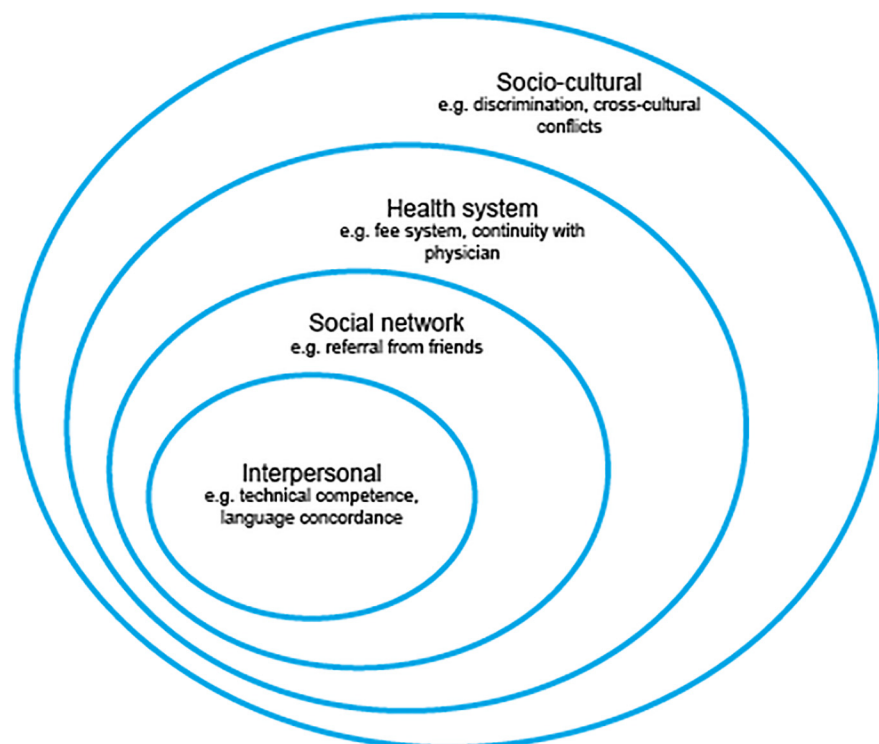 Socio-cultural
e.g. discrimination, cross-cultural
conflicts
Health system
e.g. fee system, continuity with
physician
Social network
e.g. referral from friends
Interpersonal
e.g. technical competence,
language concordance